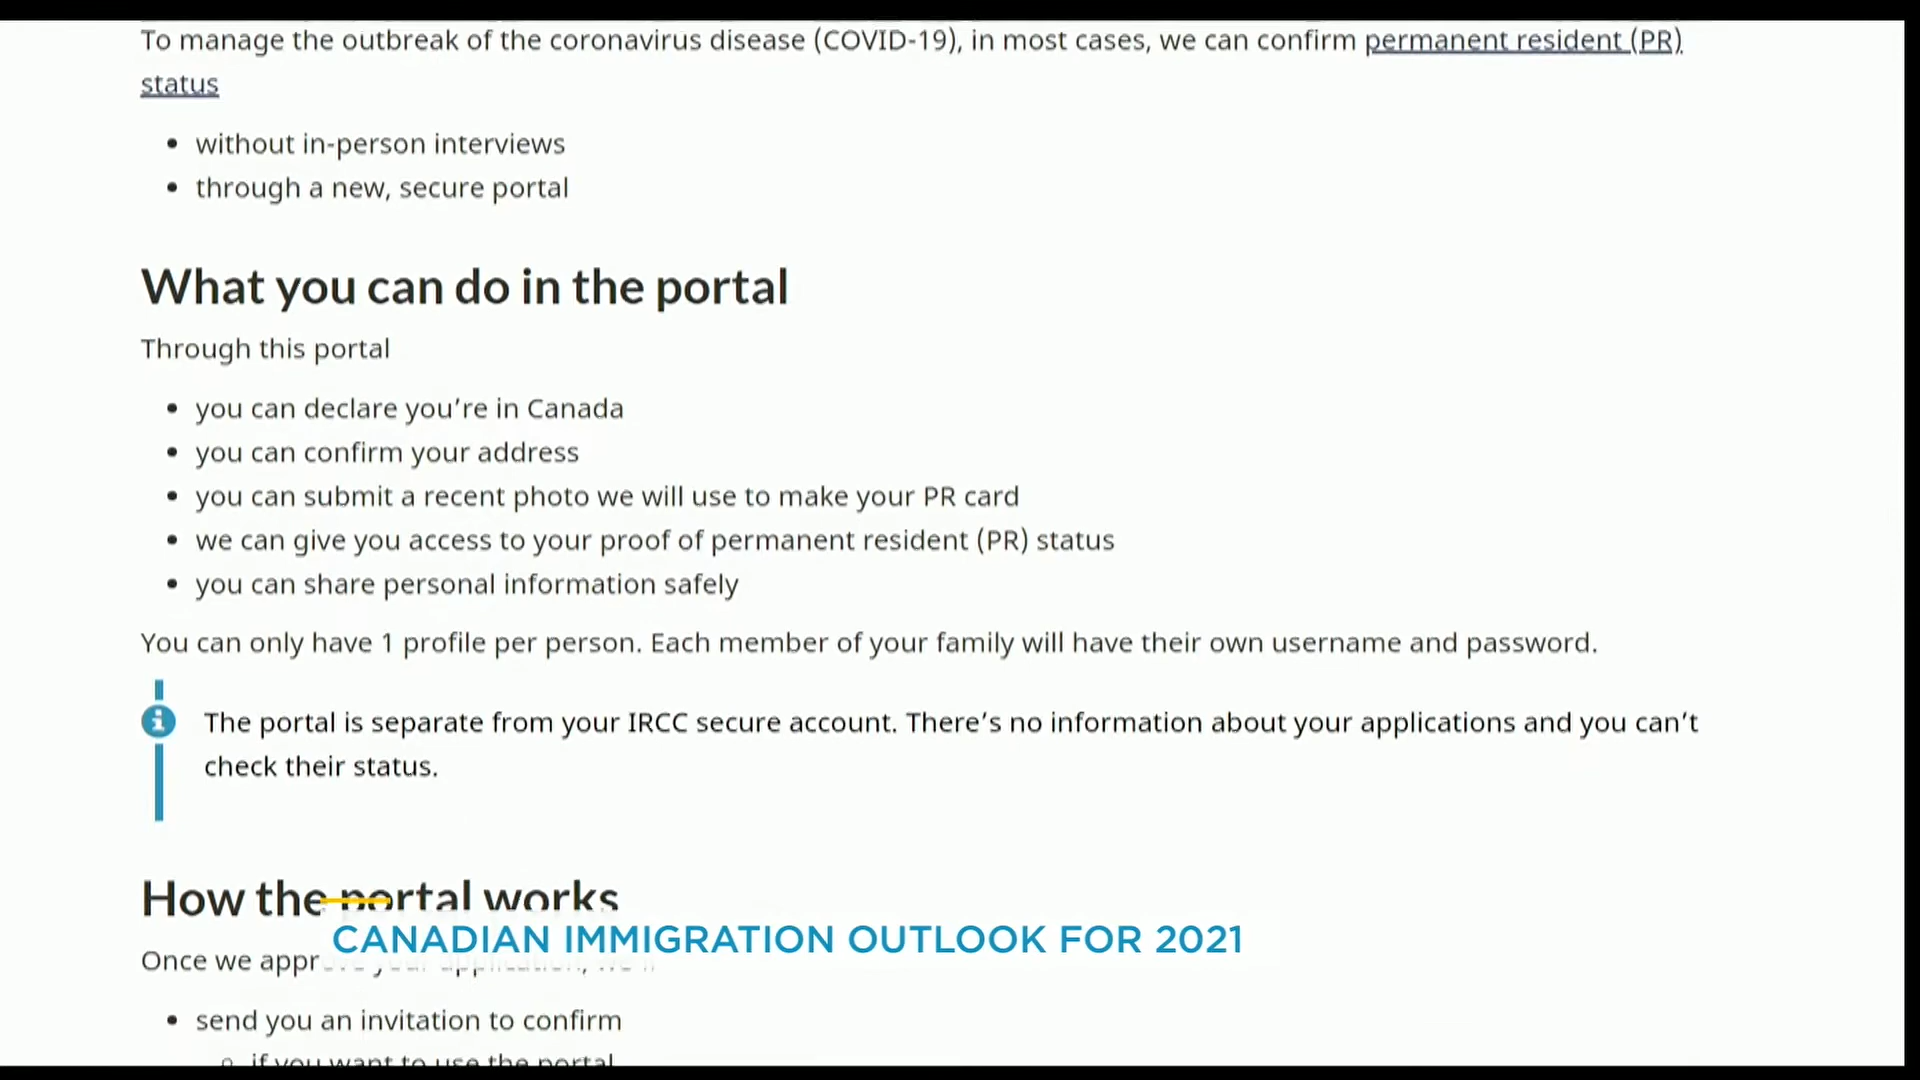 To manage the outbreak of the coronavirus disease (COVID-19), in most cases, we can confirm permanent resident (PR)
status
• without in-person interviews
• through a new, secure portal
What you can do in the portal
Through this portal
• you can declare you’re in Canada
• you can confirm your address
• you can submit a recent photo we will use to make your PR card
• we can give you access to your proof of permanent resident (PR) status
• you can share personal information safely
You can only have 1 profile per person. Each member of your family will have their own username and password.
The portal is separate from your IRCC secure account. There’s no information about your applications and you can’t
check their status.
How the portal works
CANADIAN IMMIGRATION OUTLOOK FOR 2021
Once we
• send you an invitation to confirm
if you want to use the portal